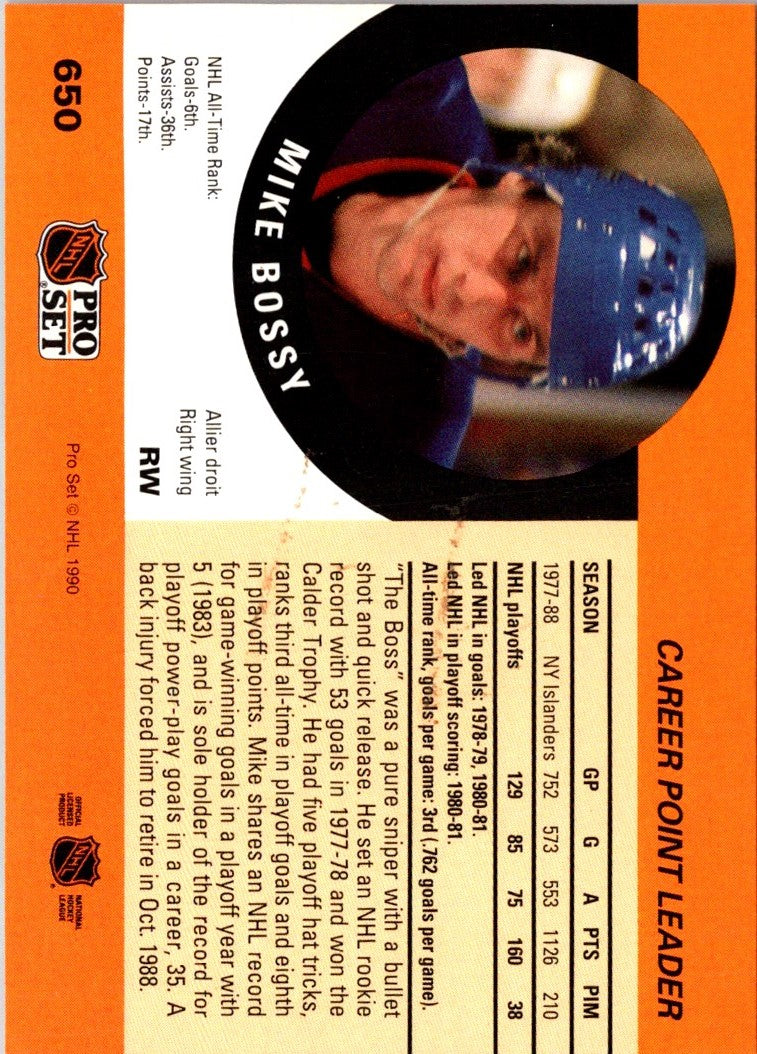 CAREER POINT LEADER
MIKE BOSSY
NHL All-Time Rank:
Goals-6th.
Assists-36th.
Points-17th.
Allier droit
Right wing
RW
SEASON GP G A PTS PIM
1977-88 NY Islanders 752 573 553 1126 210
NHL playoffs 129 85 75 160 38
Led NHL in goals: 1978-79, 1980-81.
Led NHL in playoff scoring: 1980-81.
All-time rank, goals per game: 3rd (.762 goals per game).
"The Boss" was a pure sniper with a bullet
shot and quick release. He set an NHL rookie
record with 53 goals in 1977-78 and won the
Calder Trophy. He had five playoff hat tricks,
ranks third all-time in playoff goals and eighth
in playoff points. Mike shares an NHL record
for game-winning goals in a playoff year with
5 (1983), and is sole holder of the record for
playoff power-play goals in a career, 35. A
back injury forced him to retire in Oct. 1988.
650
NHL
PRO
SET®
Pro Set © NHL 1990
OFFICIAL
LICENSED
PRODUCT
NHL®
NATIONAL
HOCKEY
LEAGUE